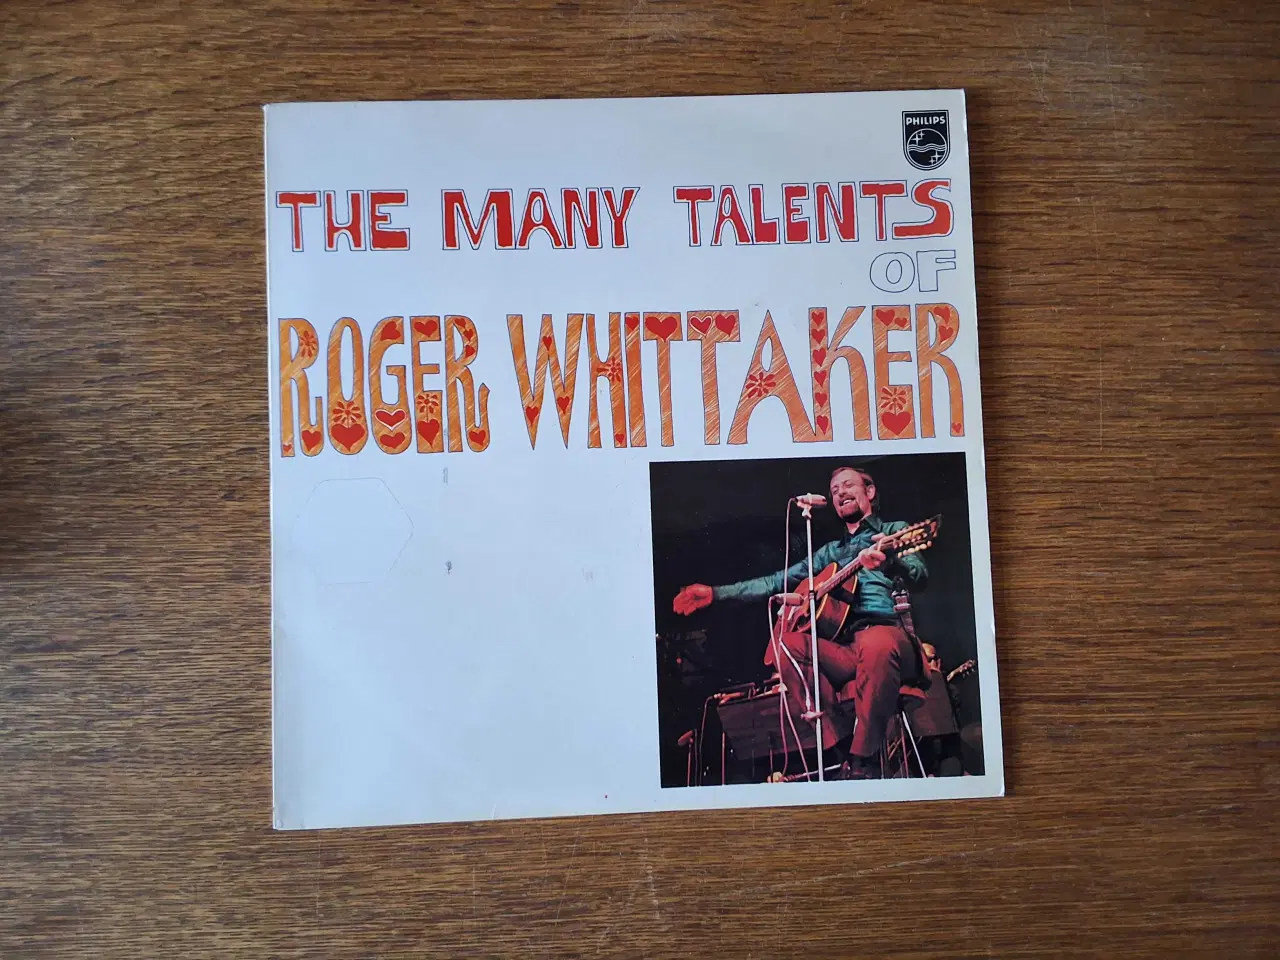 PHILIPS
THE MANY TALENTS
OF
ROGER WHITTAKER